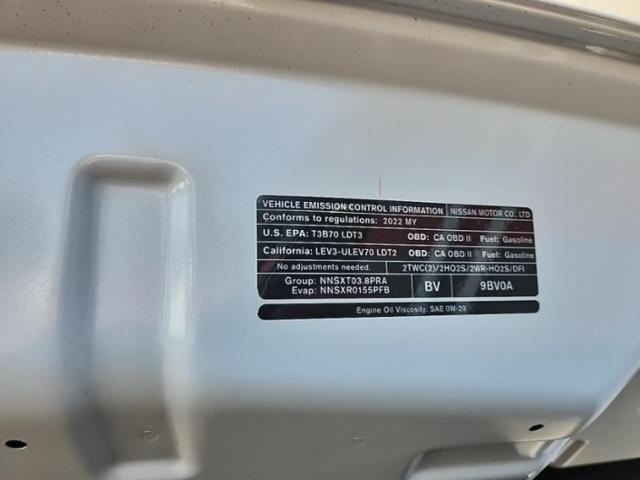 VEHICLE EMISSION CONTROL INFORMATION NISSAN MOTOR CO., LTD
Conforms to regulations: 2022 MY
U.S. EPA: T3B70 LDT3 OBD: CA OBD II Fuel: Gasoline
California: LEV3-ULEV70 LDT2 OBD: CA OBD II Fuel: Gasoline
No adjustments needed. 2TWC(2)/2HO2S/2WR-HO2S/DFI
Group: NNSXT03.8PRA
Evap: NNSXR0155PFB
BV 9BV0A
Engine Oil Viscosity: SAE 0W-20